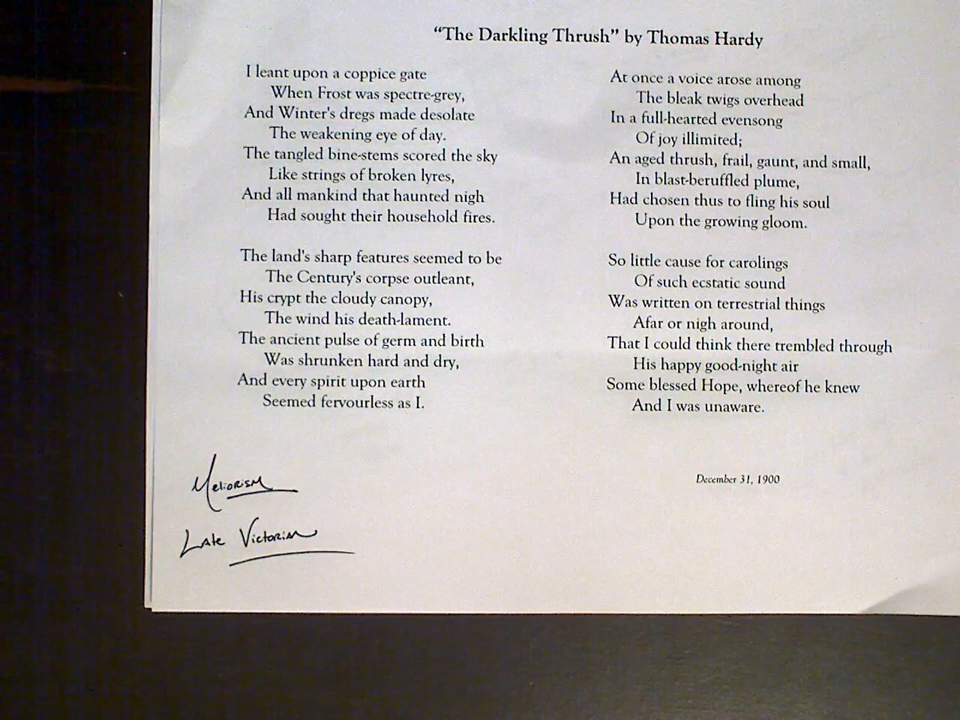 “The Darkling Thrush” by Thomas Hardy
I leant upon a coppice gate
When Frost was spectre-grey,
And Winter's dregs made desolate
The weakening eye of day.
The tangled bine-stems scored the sky
Like strings of broken lyres,
And all mankind that haunted nigh
Had sought their household fires.
The land's sharp features seemed to be
The Century's corpse outleant,
His crypt the cloudy canopy,
The wind his death-lament.
The ancient pulse of germ and birth
Was shrunken hard and dry,
And every spirit upon earth
Seemed fervourless as I.
At once a voice arose among
The bleak twigs overhead
In a full-hearted evensong
Of joy illimited;
An aged thrush, frail, gaunt, and small,
In blast-beruffled plume,
Had chosen thus to fling his soul
Upon the growing gloom.
So little cause for carolings
Of such ecstatic sound
Was written on terrestrial things
Afar or nigh around,
That I could think there trembled through
His happy good-night air
Some blessed Hope, whereof he knew
And I was unaware.
December 31, 1900
Meliorism
Late Victorian